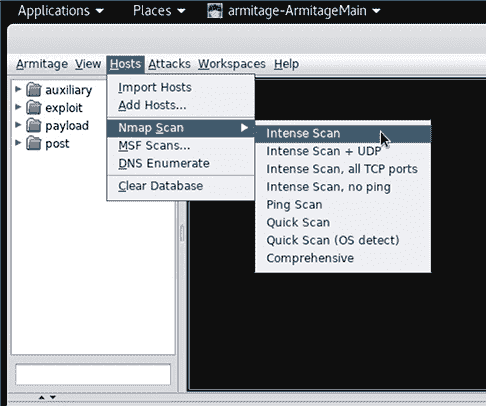 Applications Places armitage-ArmitageMain
Armitage View Hosts Attacks Workspaces Help
auxiliary
exploit
payload
post
Import Hosts
Add Hosts...
Nmap Scan
MSF Scans...
DNS Enumerate
Clear Database
Intense Scan
Intense Scan + UDP
Intense Scan, all TCP ports
Intense Scan, no ping
Ping Scan
Quick Scan
Quick Scan (OS detect)
Comprehensive